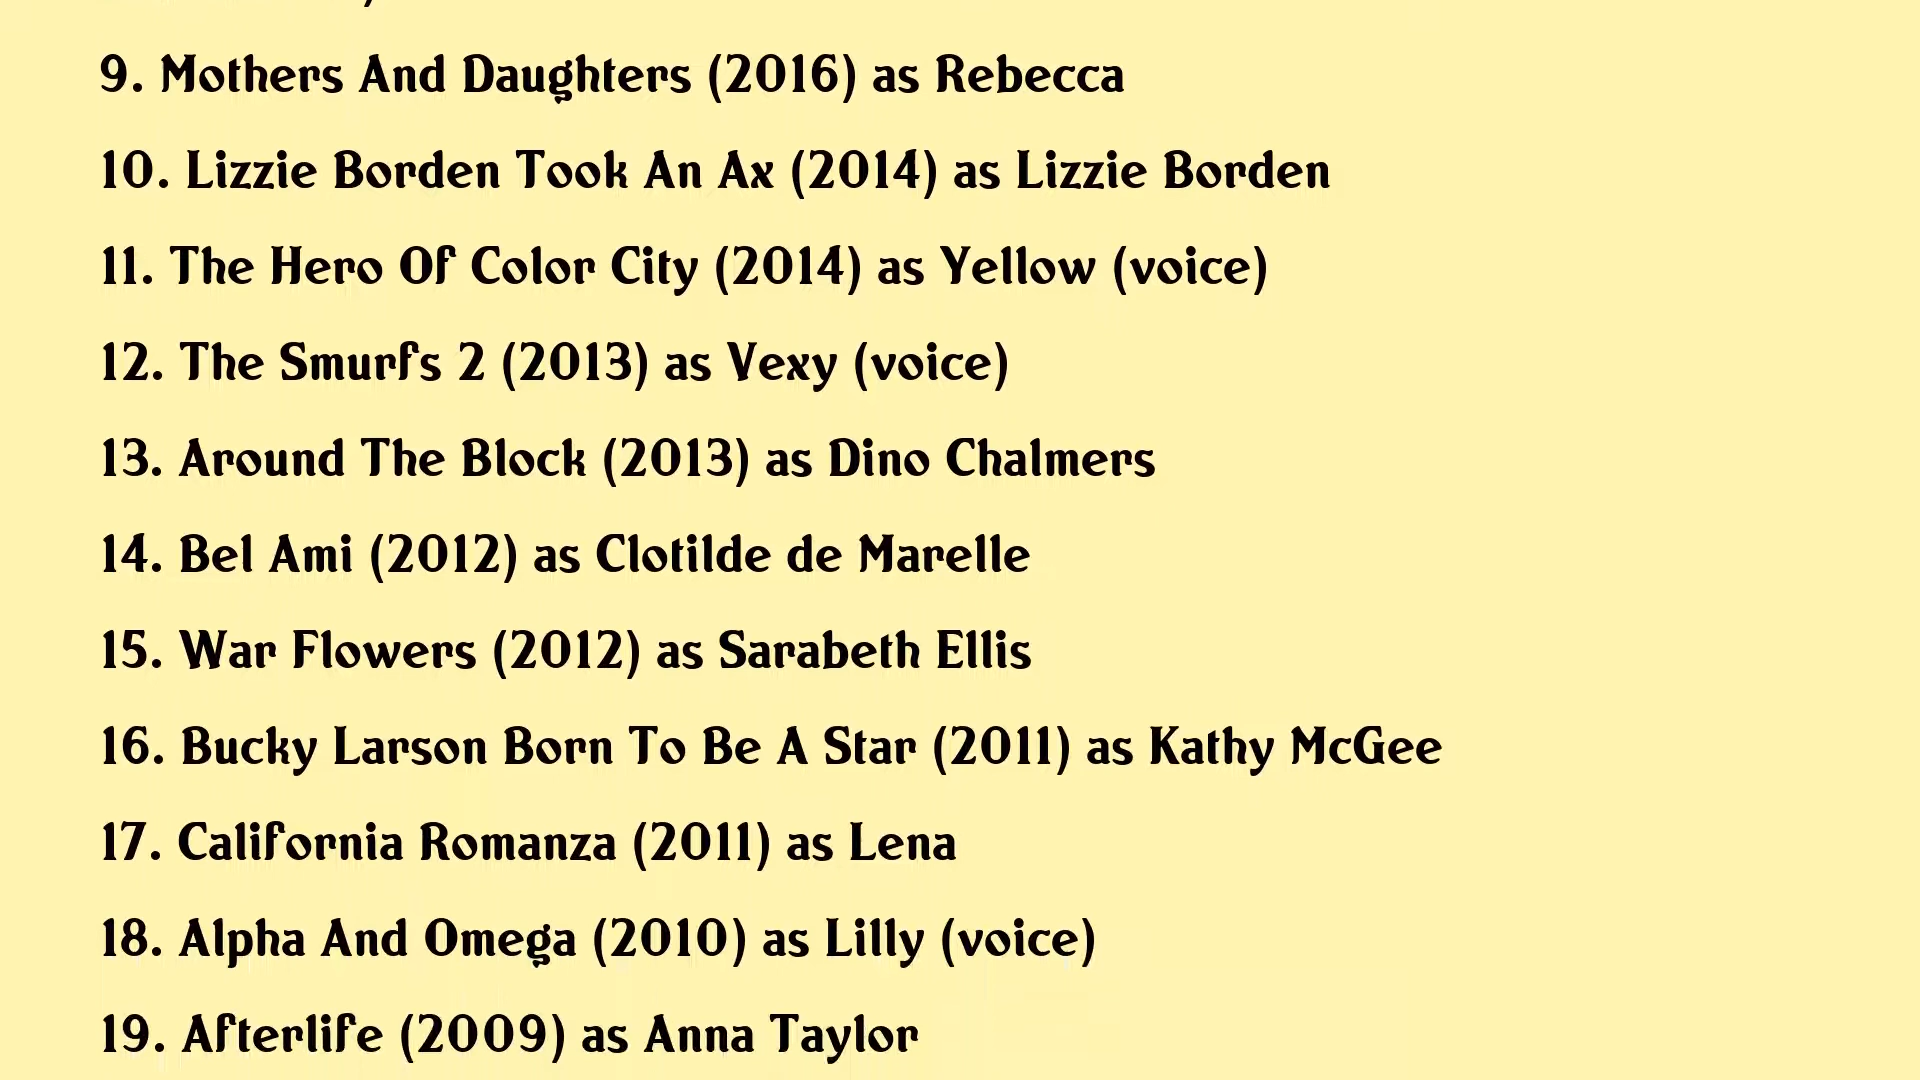 9. Mothers And Daughters (2016) as Rebecca
10. Lizzie Borden Took An Ax (2014) as Lizzie Borden
11. The Hero Of Color City (2014) as Yellow (voice)
12. The Smurfs 2 (2013) as Vexy (voice)
13. Around The Block (2013) as Dino Chalmers
14. Bel Ami (2012) as Clotilde de Marelle
15. War Flowers (2012) as Sarabeth Ellis
16. Bucky Larson Born To Be A Star (2011) as Kathy McGee
17. California Romanza (2011) as Lena
18. Alpha And Omega (2010) as Lilly (voice)
19. Afterlife (2009) as Anna Taylor